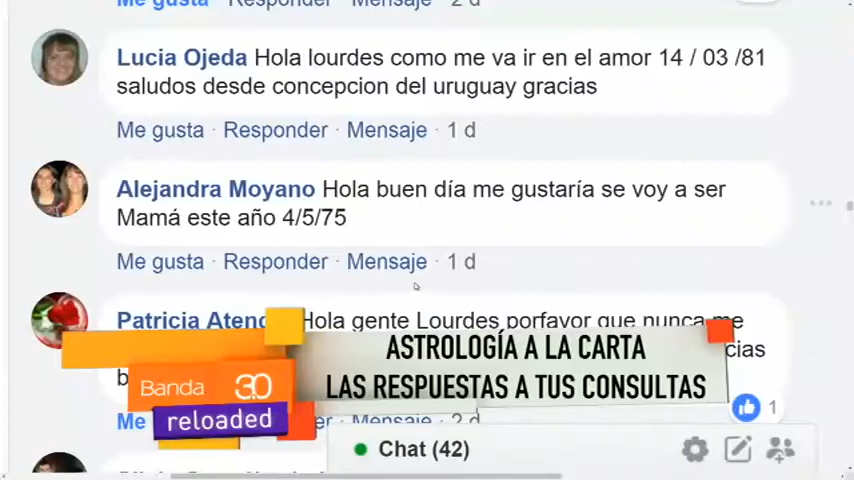 Me gusta · Responder · Mensaje · 2 d
Lucia Ojeda Hola lourdes como me va ir en el amor 14 / 03 /81
saludos desde concepcion del uruguay gracias
Me gusta · Responder · Mensaje · 1 d
Alejandra Moyano Hola buen día me gustaría se voy a ser
Mamá este año 4/5/75
Me gusta · Responder · Mensaje · 1 d
Patricia Hola gente Lourdes porfavor que nunca me
ASTROLOGÍA A LA CARTA
LAS RESPUESTAS A TUS CONSULTAS
Banda 3.0
reloaded
1
Me Mensaje · 2 d
Chat (42)